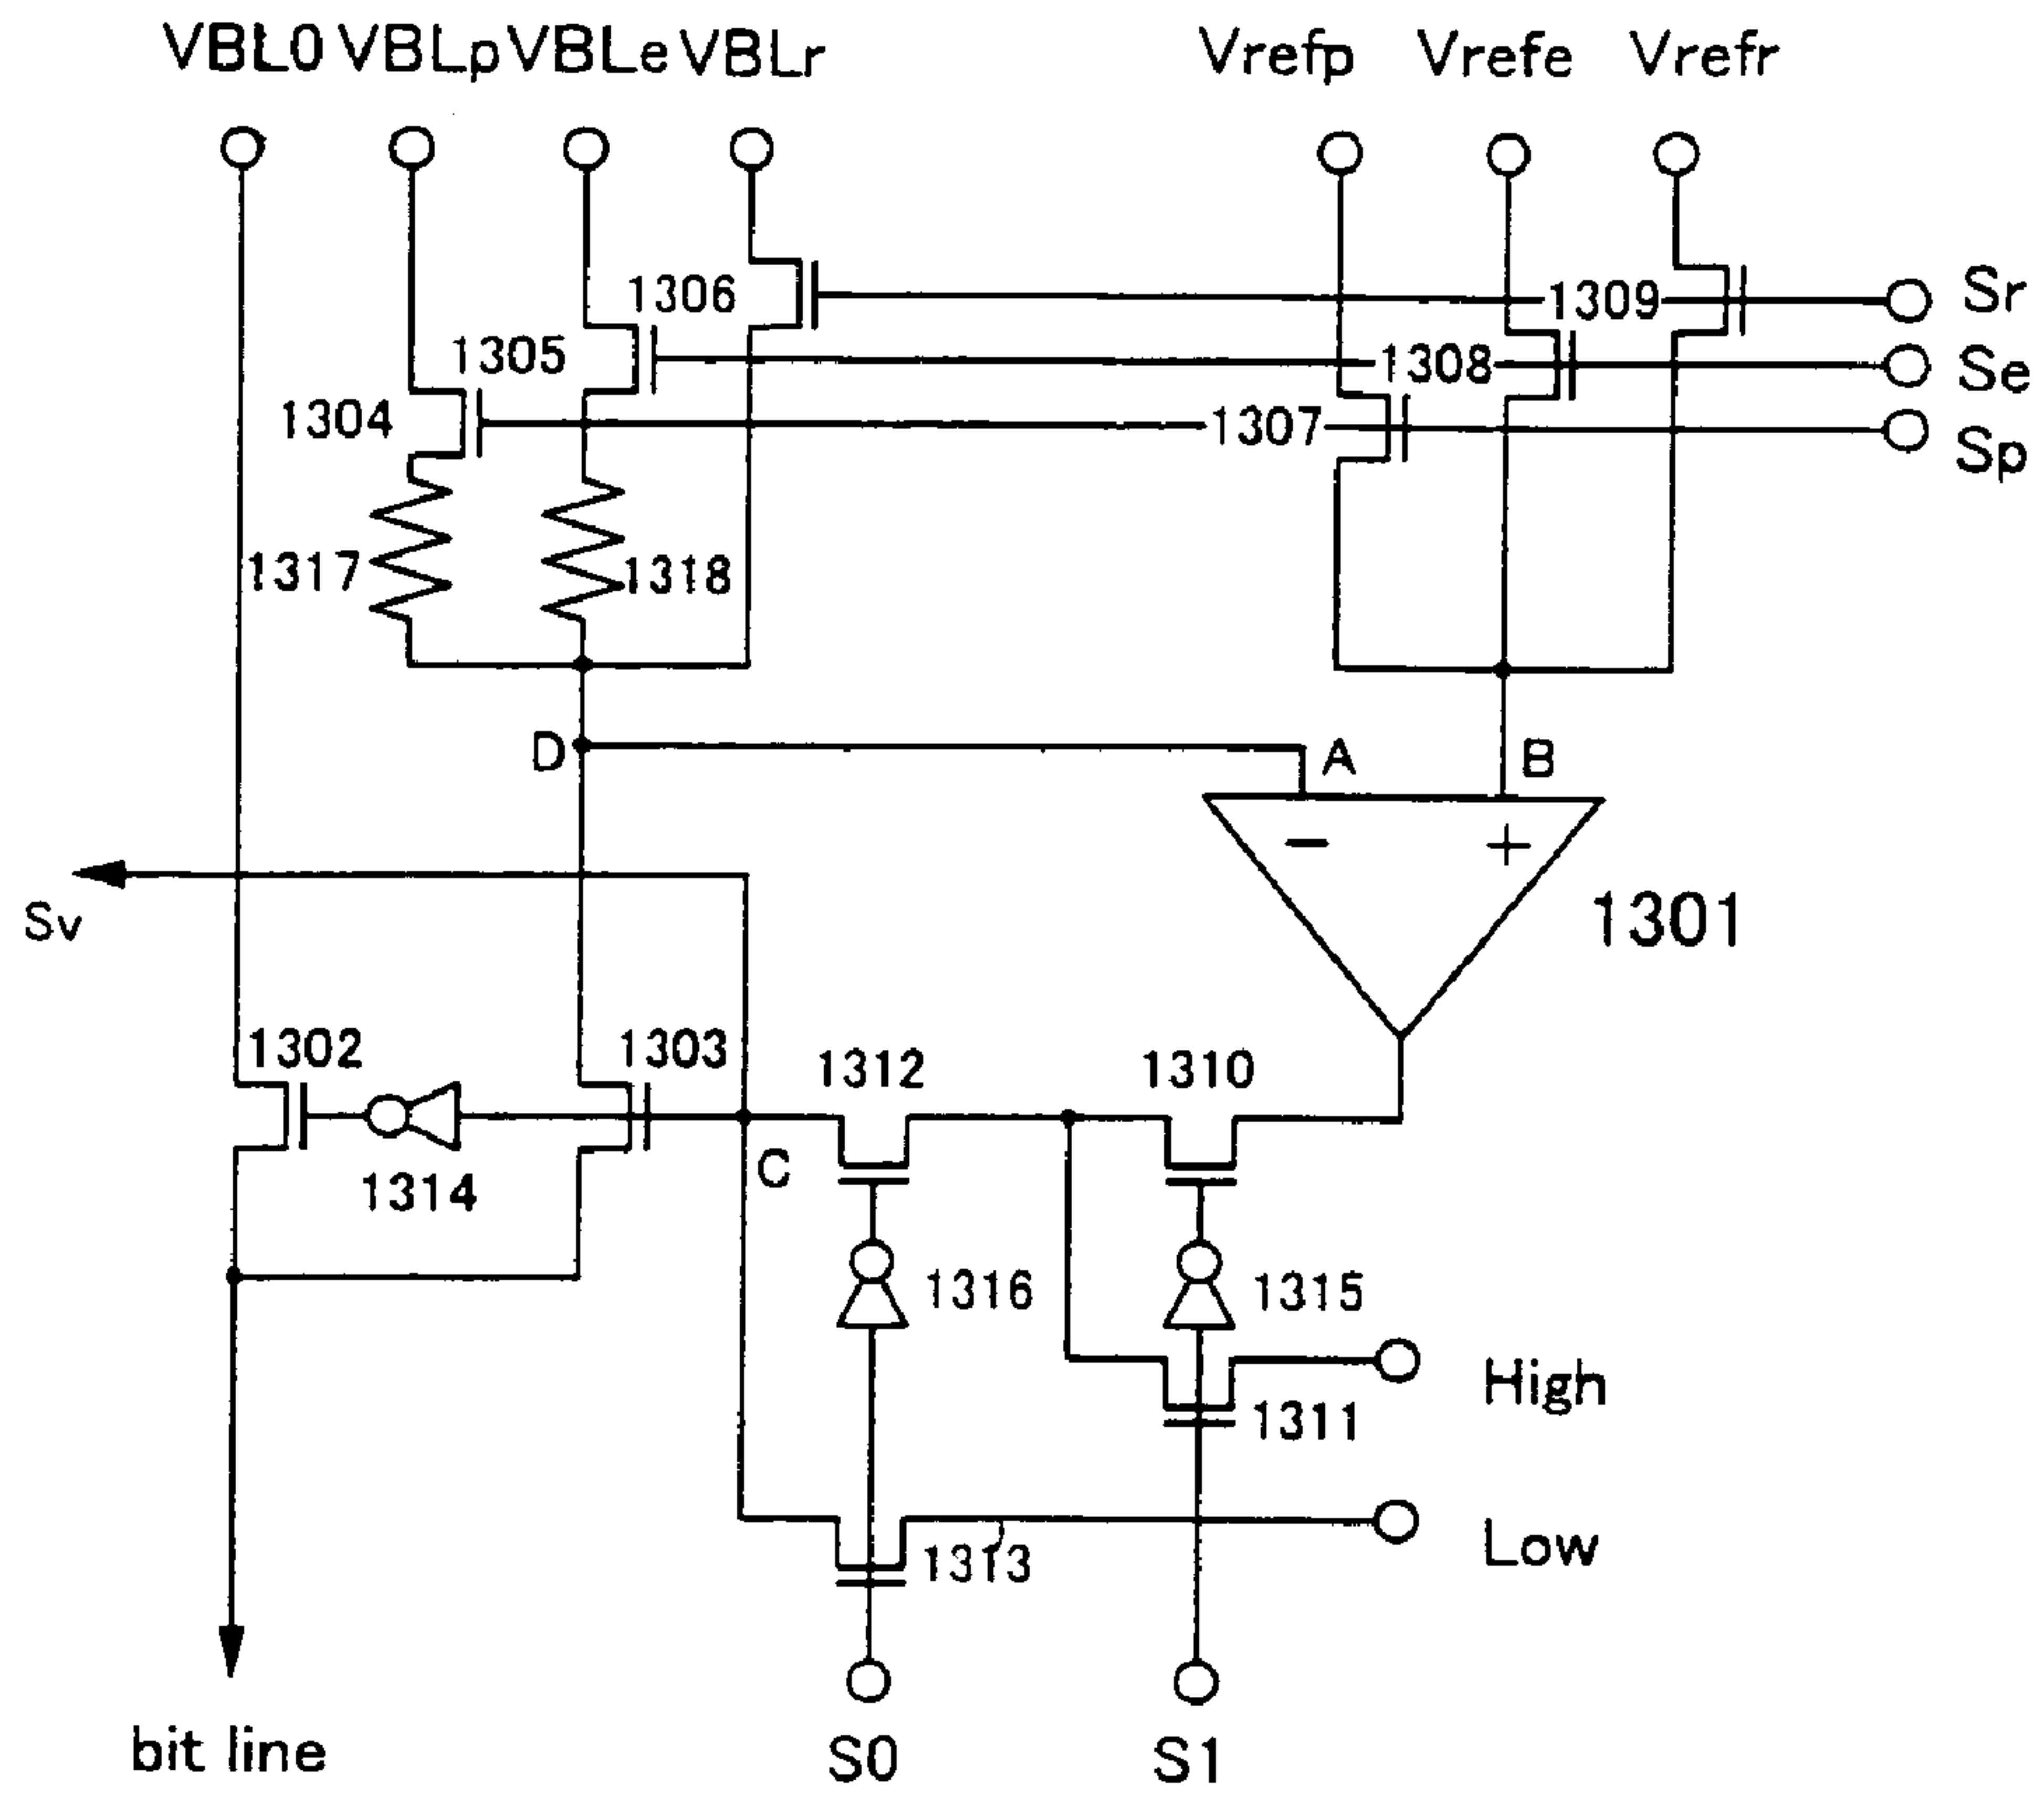 VBL0 VBLp VBLe VBLr Vrefp Vrefe Vrefr
1306 1309 Sr
1305 1308 Se
1304 1307 Sp
1317 1318
D A B
− +
Sv 1301
1302 1303 1312 1310
C
1314
1316 1315
High
1311
Low
1313
bit line S0 S1